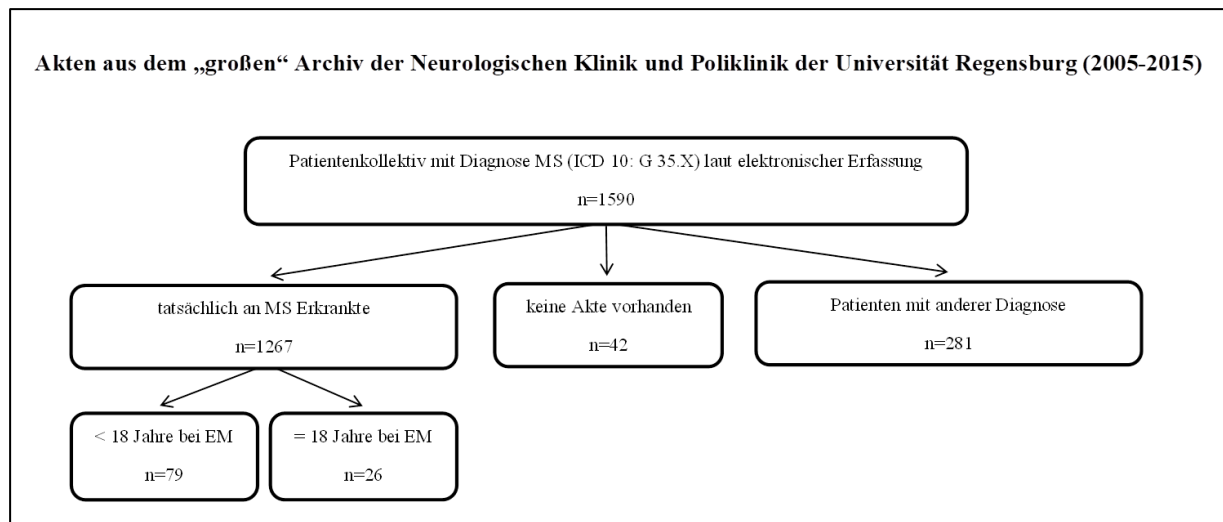 Akten aus dem „großen“ Archiv der Neurologischen Klinik und Poliklinik der Universität Regensburg (2005-2015)
Patientenkollektiv mit Diagnose MS (ICD 10: G 35.X) laut elektronischer Erfassung
n=1590
tatsächlich an MS Erkrankte
n=1267
keine Akte vorhanden
n=42
Patienten mit anderer Diagnose
n=281
< 18 Jahre bei EM
n=79
= 18 Jahre bei EM
n=26